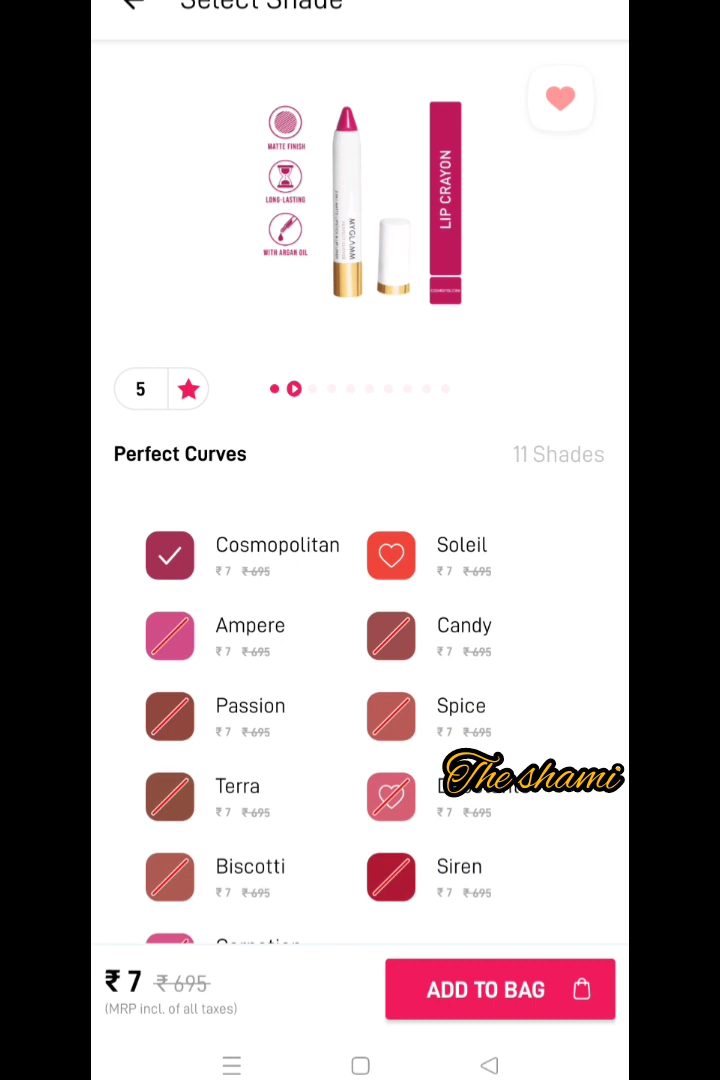 Select Shade
MATTE FINISH
LONG-LASTING
WITH ARGAN OIL
MYGLAMM
LIP CRAYON
5
Perfect Curves
11 Shades
Cosmopolitan
₹7 ₹695
Soleil
₹7 ₹695
Ampere
₹7 ₹695
Candy
₹7 ₹695
Passion
₹7 ₹695
Spice
₹7 ₹695
Terra
₹7 ₹695
The shami
₹7 ₹695
Biscotti
₹7 ₹695
Siren
₹7 ₹695
₹7 ₹695
(MRP incl. of all taxes)
ADD TO BAG